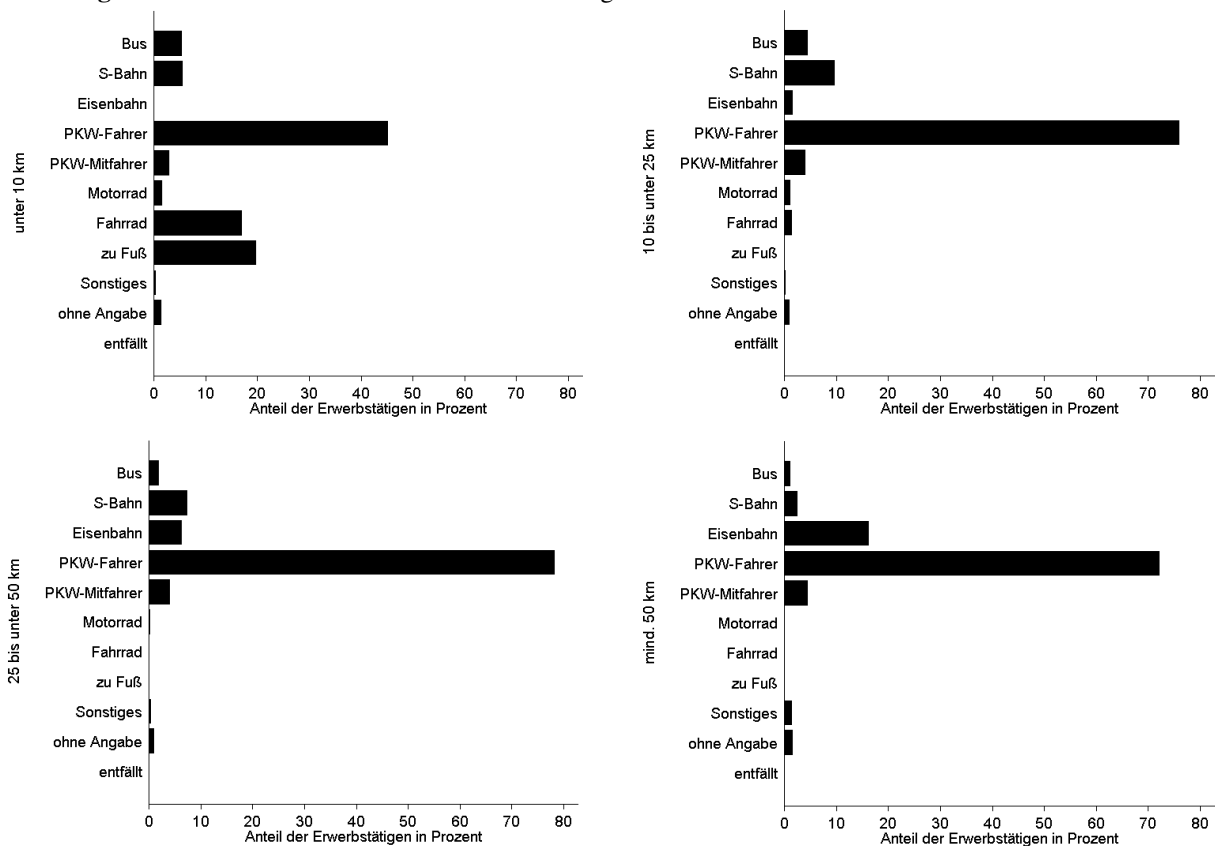 unter 10 km
Bus
S-Bahn
Eisenbahn
PKW-Fahrer
PKW-Mitfahrer
Motorrad
Fahrrad
zu Fuß
Sonstiges
ohne Angabe
entfällt
0 10 20 30 40 50 60 70 80
Anteil der Erwerbstätigen in Prozent
10 bis unter 25 km
Bus
S-Bahn
Eisenbahn
PKW-Fahrer
PKW-Mitfahrer
Motorrad
Fahrrad
zu Fuß
Sonstiges
ohne Angabe
entfällt
0 10 20 30 40 50 60 70 80
Anteil der Erwerbstätigen in Prozent
25 bis unter 50 km
Bus
S-Bahn
Eisenbahn
PKW-Fahrer
PKW-Mitfahrer
Motorrad
Fahrrad
zu Fuß
Sonstiges
ohne Angabe
entfällt
0 10 20 30 40 50 60 70 80
Anteil der Erwerbstätigen in Prozent
mind. 50 km
Bus
S-Bahn
Eisenbahn
PKW-Fahrer
PKW-Mitfahrer
Motorrad
Fahrrad
zu Fuß
Sonstiges
ohne Angabe
entfällt
0 10 20 30 40 50 60 70 80
Anteil der Erwerbstätigen in Prozent